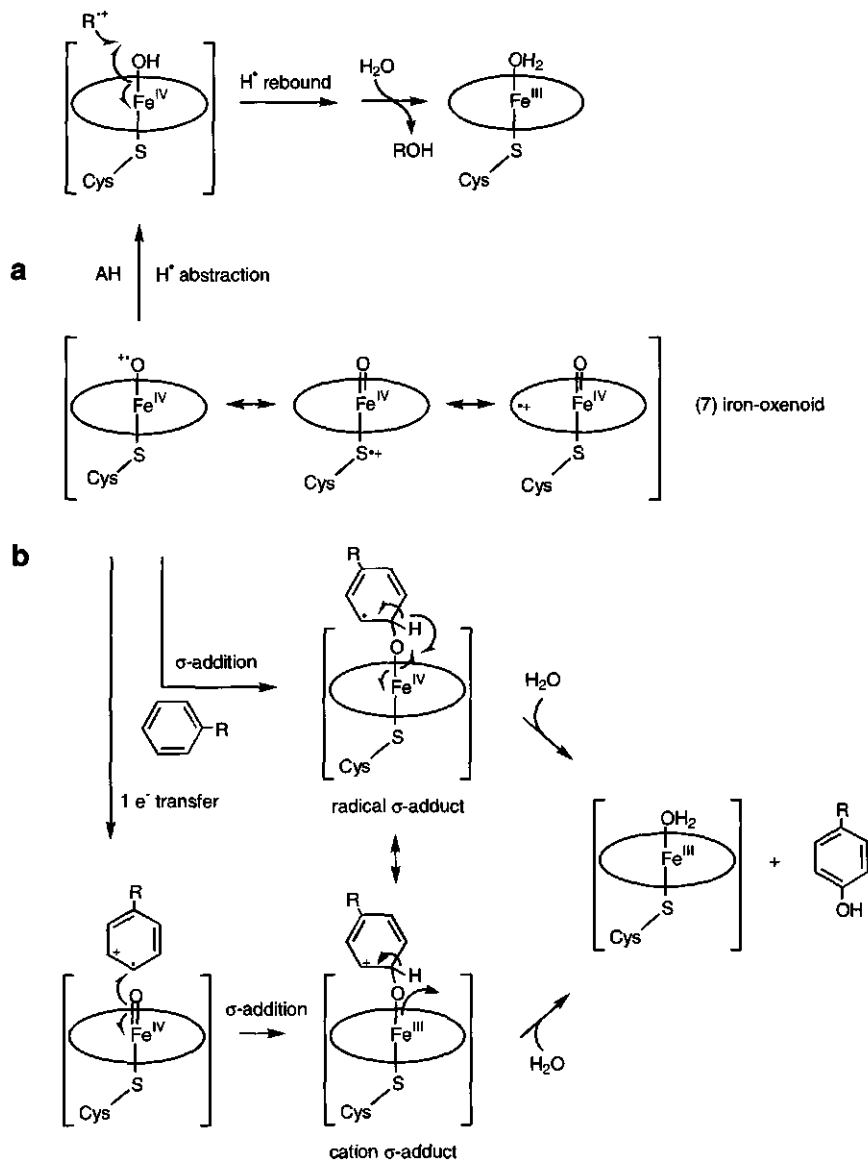 R•+
OH
Fe^IV
S
Cys
H• rebound
H₂O
ROH
OH₂
Fe^III
S
Cys
a
AH H• abstraction
+•O
Fe^IV
S
Cys
O
Fe^IV
S•+
Cys
O
•+ Fe^IV
S
Cys
(7) iron-oxenoid
b
σ-addition
R
1 e⁻ transfer
R
• H
O
Fe^IV
S
Cys
radical σ-adduct
H₂O
OH₂
Fe^III
S
Cys
+
R
OH
R
+ •
O
Fe^IV
S
Cys
σ-addition
R
+ H
O
Fe^III
S
Cys
cation σ-adduct
H₂O